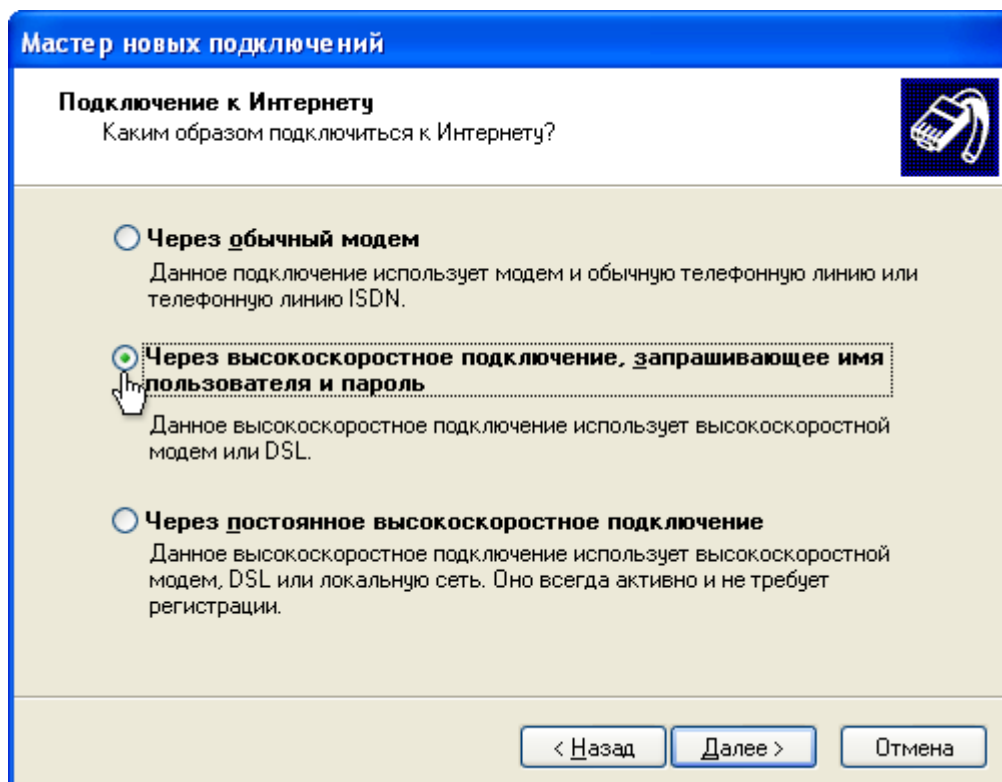 Мастер новых подключений
Подключение к Интернету
Каким образом подключиться к Интернету?
Через обычный модем
Данное подключение использует модем и обычную телефонную линию или
телефонную линию ISDN.
Через высокоскоростное подключение, запрашивающее имя
пользователя и пароль
Данное высокоскоростное подключение использует высокоскоростной
модем или DSL.
Через постоянное высокоскоростное подключение
Данное высокоскоростное подключение использует высокоскоростной
модем, DSL или локальную сеть. Оно всегда активно и не требует
регистрации.
< Назад
Далее >
Отмена